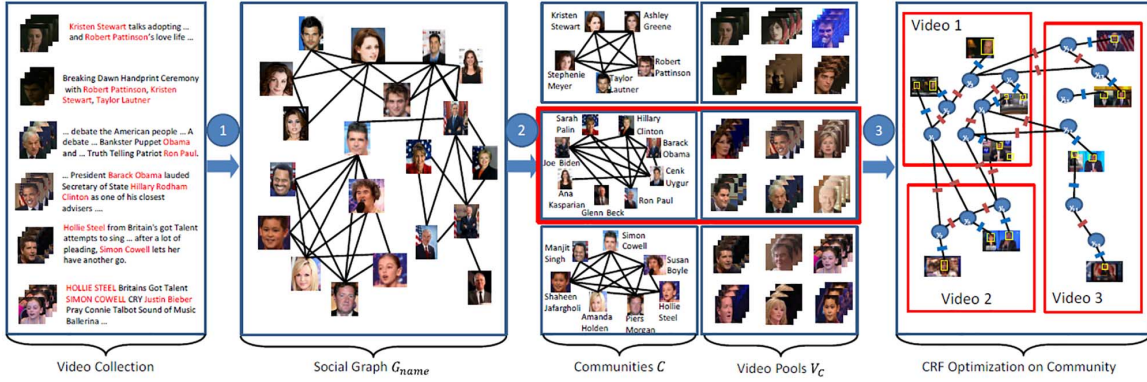 Kristen Stewart talks adopting ...
... and Robert Pattinson's love life ...
Breaking Dawn Handprint Ceremony
with Robert Pattinson, Kristen
Stewart, Taylor Lautner
... debate the American people ... A
debate ... Bankster Puppet Obama
and ... Truth Telling Patriot Ron Paul.
... President Barack Obama lauded
Secretary of State Hillary Rodham
Clinton as one of his closest
advisers ....
Hollie Steel from Britain's got Talent
attempts to sing ... after a lot of
pleading, Simon Cowell lets her
have another go.
HOLLIE STEEL Britains Got Talent
SIMON COWELL CRY Justin Bieber
Pray Connie Talbot Sound of Music
Ballerina ...
Video Collection
1
Social Graph G_name
2
Kristen
Stewart
Ashley
Greene
Stephenie
Meyer
Taylor
Lautner
Robert
Pattinson
Sarah
Palin
Hillary
Clinton
Joe Biden
Barack
Obama
Ana
Kasparian
Cenk
Uygur
Glenn Beck
Ron Paul
Simon
Cowell
Manjit
Singh
Susan
Boyle
Shaheen
Jafargholi
Amanda
Holden
Piers
Morgan
Hollie
Steel
Communities C
Video Pools V_C
3
Video 1
Video 2
Video 3
CRF Optimization on Community